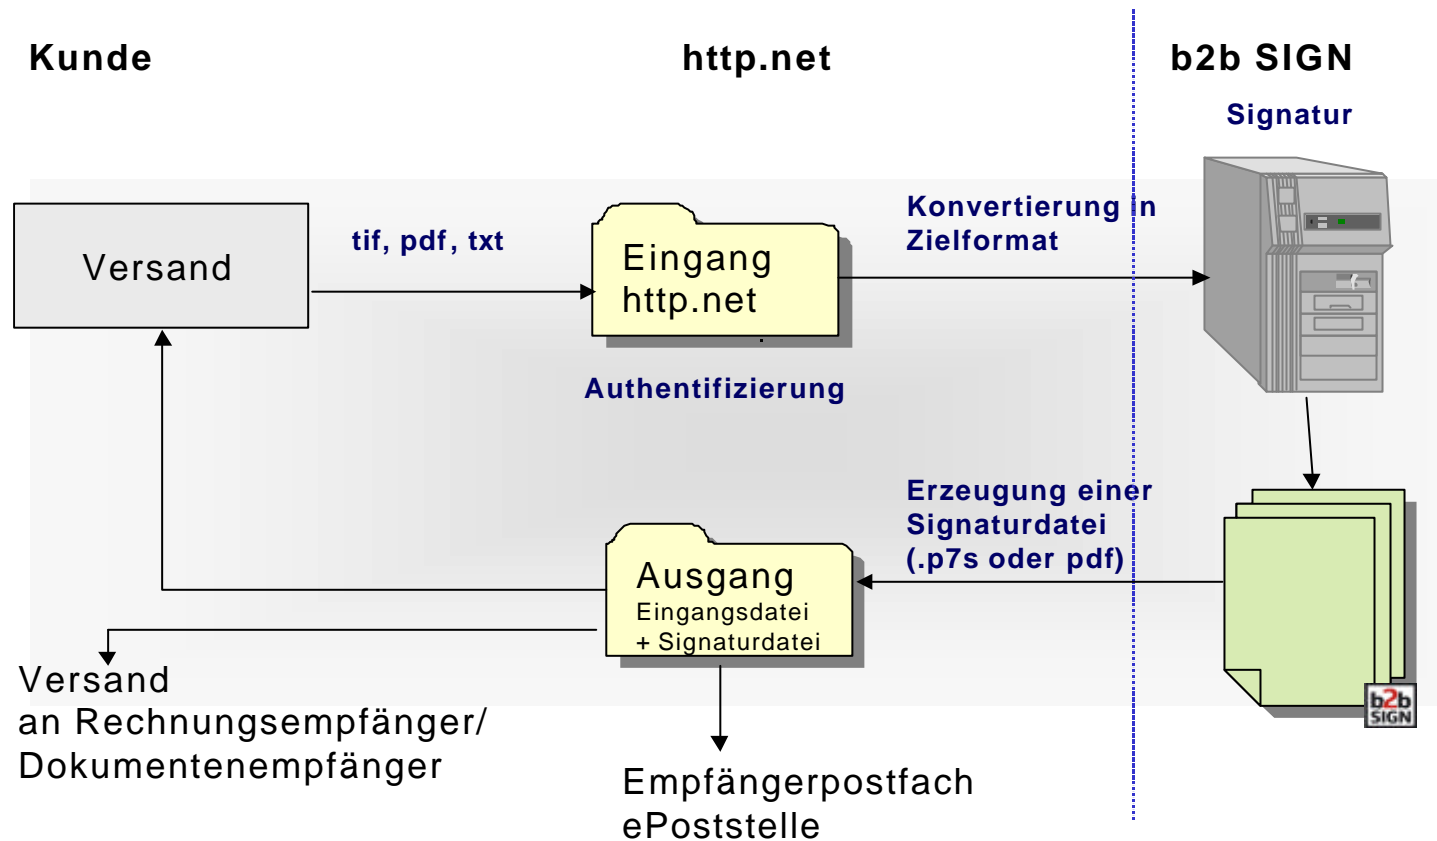 Kunde
http.net
b2b SIGN
Signatur
Versand
tif, pdf, txt
Eingang
http.net
Konvertierung in
Zielformat
Authentifizierung
Erzeugung einer
Signaturdatei
(.p7s oder pdf)
Ausgang
Eingangsdatei
+ Signaturdatei
Versand
an Rechnungsempfänger/
Dokumentenempfänger
Empfängerpostfach
ePoststelle
b2b
SIGN